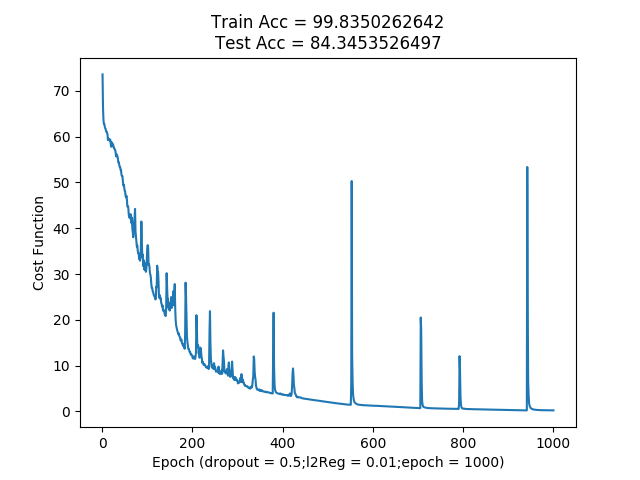 Train Acc = 99.8350262642
Test Acc = 84.3453526497
70
60
50
40
30
20
10
0
Cost Function
0 200 400 600 800 1000
Epoch (dropout = 0.5;l2Reg = 0.01;epoch = 1000)